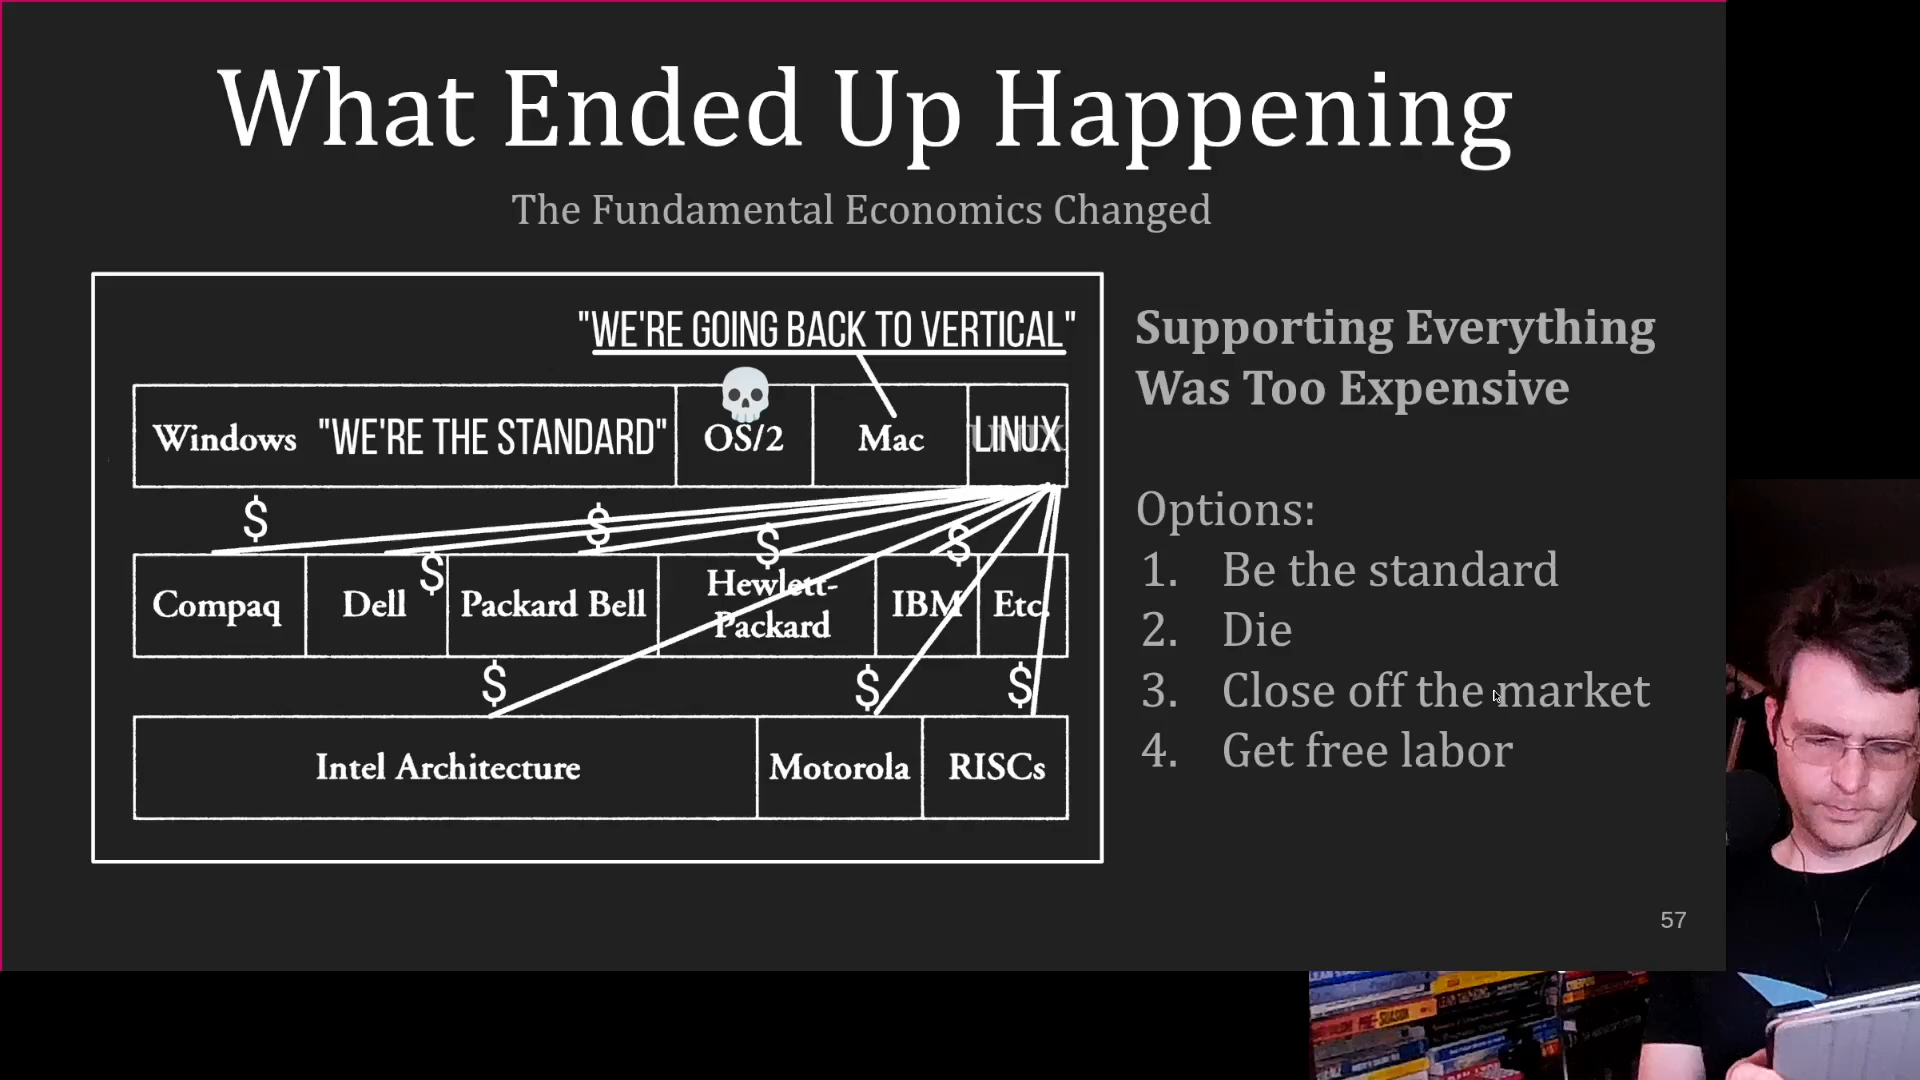 What Ended Up Happening
The Fundamental Economics Changed
"WE'RE GOING BACK TO VERTICAL"
Windows "WE'RE THE STANDARD" OS/2 Mac LINUX
$ $ $ $
$
Compaq Dell Packard Bell Hewlett-Packard IBM Etc.
$ $ $
Intel Architecture Motorola RISCs
Supporting Everything
Was Too Expensive
Options:
1. Be the standard
2. Die
3. Close off the market
4. Get free labor
57